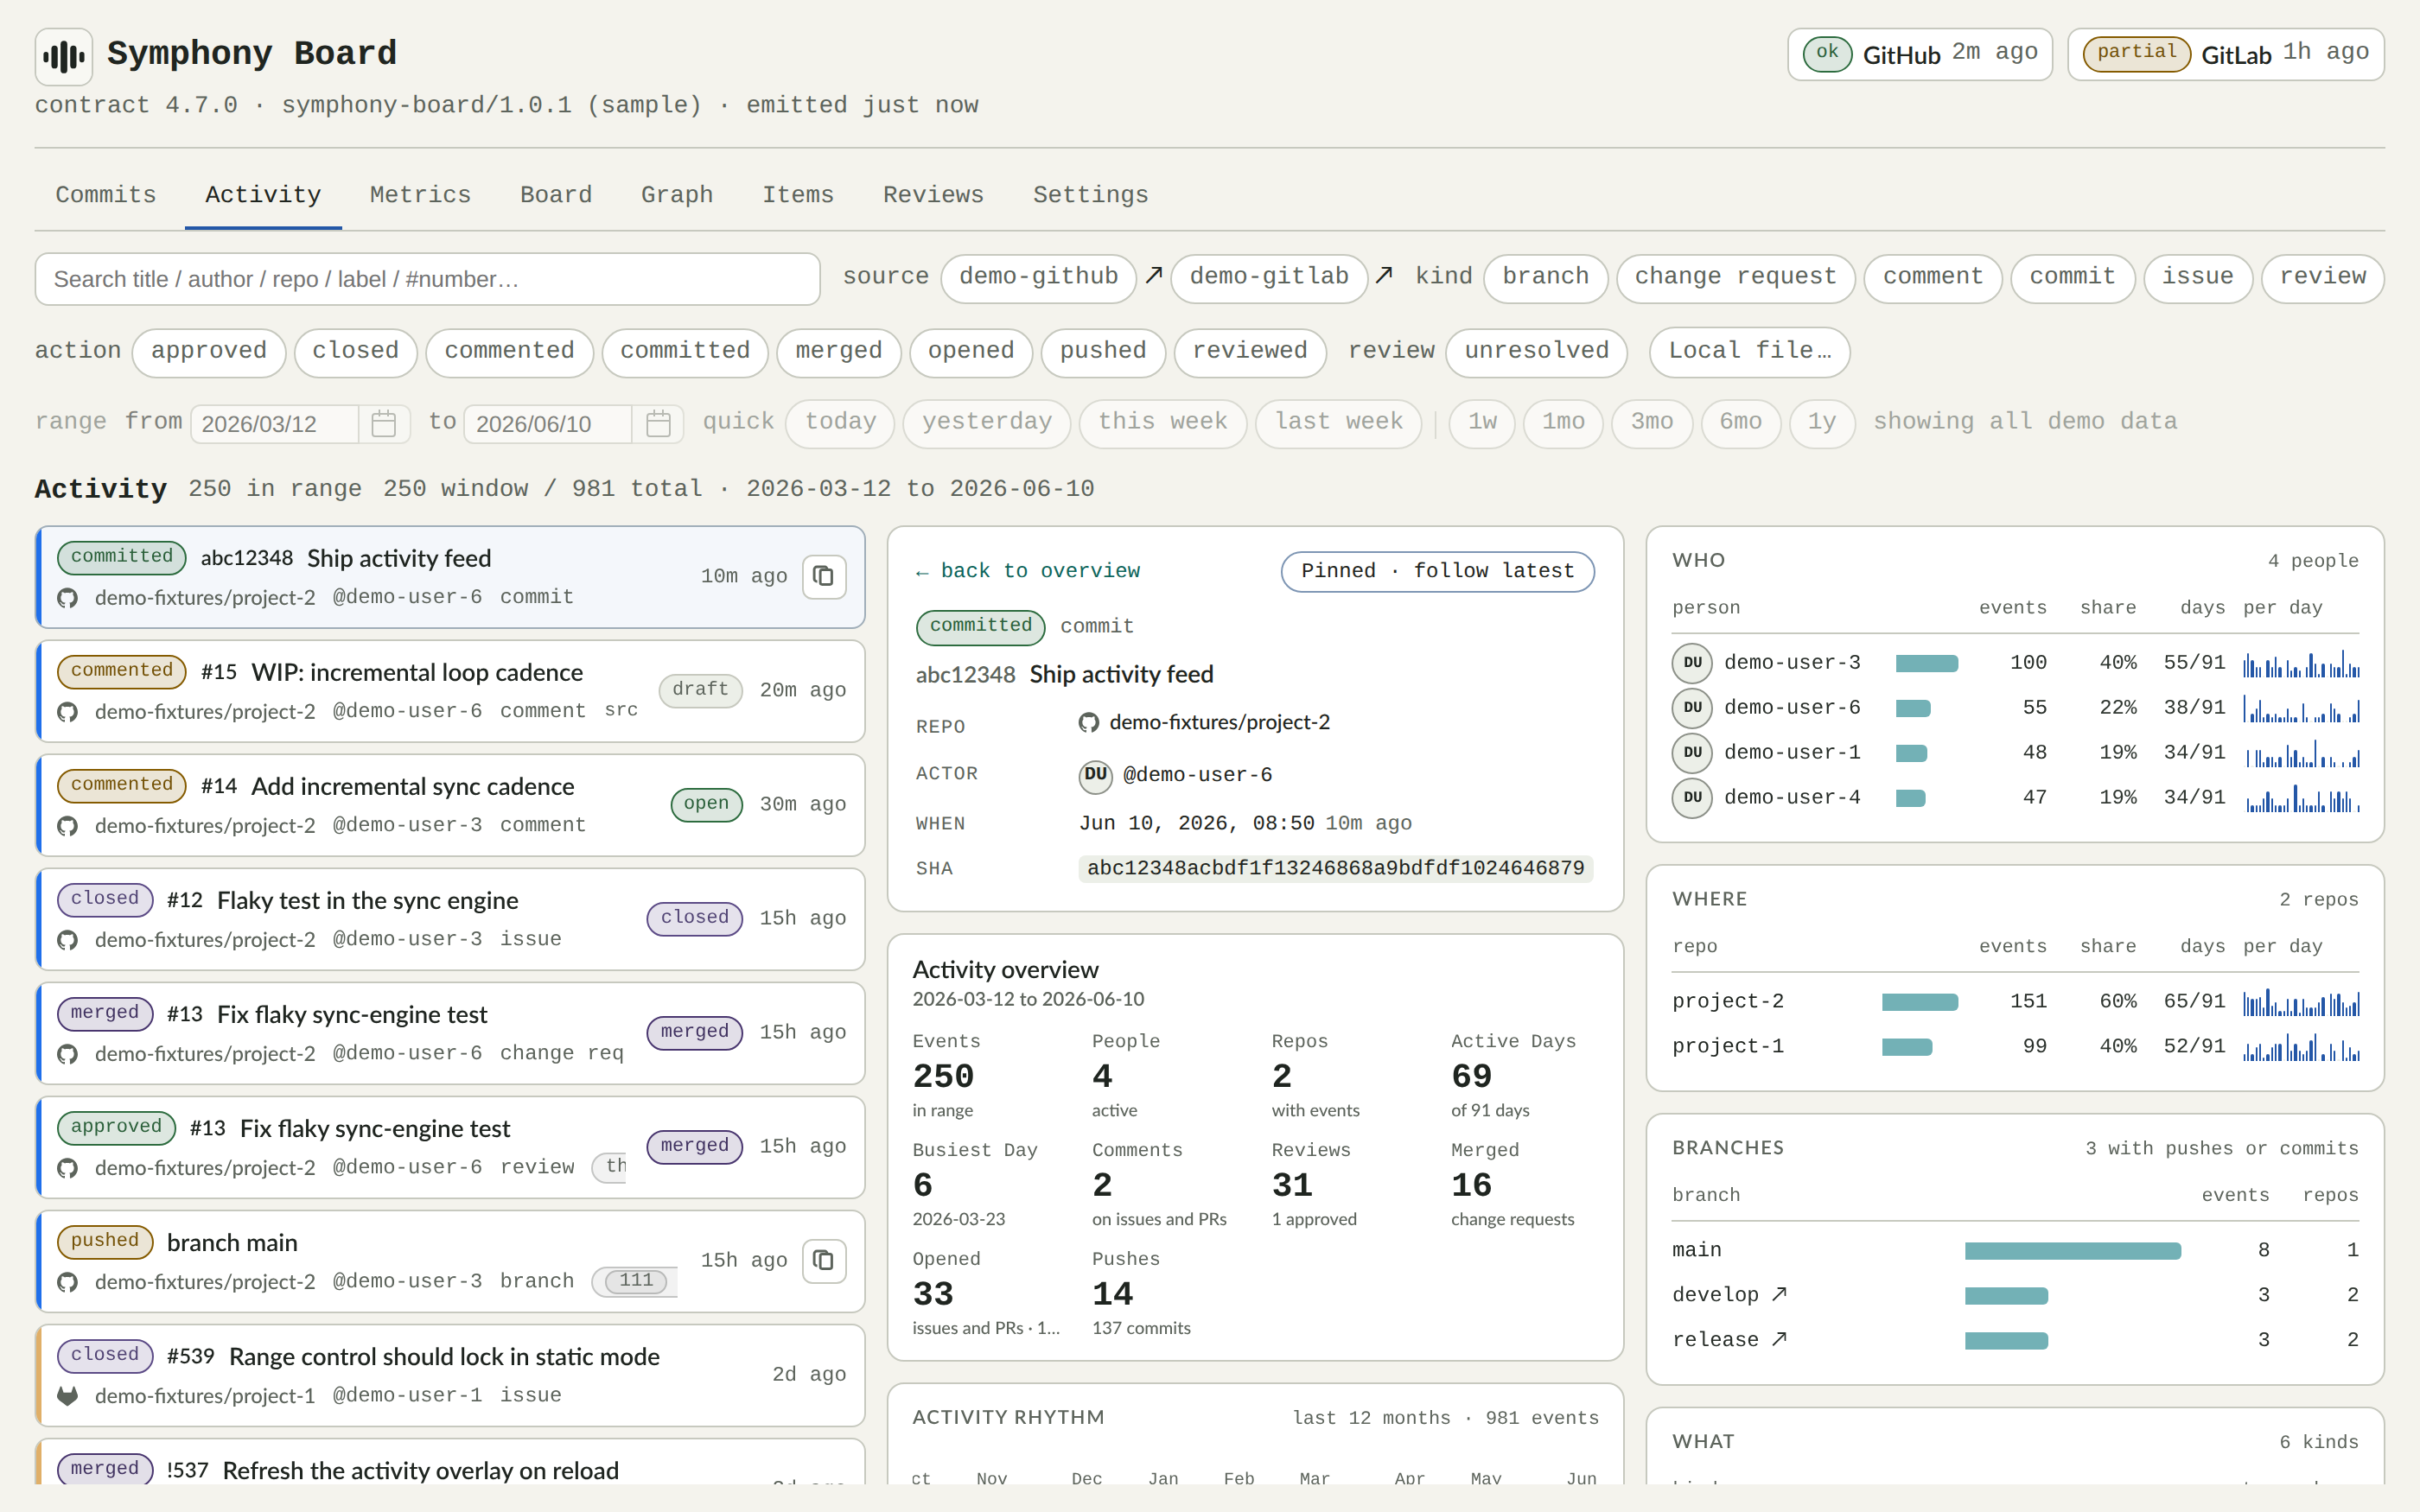 Symphony Board
ok GitHub 2m ago
partial GitLab 1h ago
contract 4.7.0 · symphony-board/1.0.1 (sample) · emitted just now
Commits Activity Metrics Board Graph Items Reviews Settings
Search title / author / repo / label / #number…
source demo-github ↗ demo-gitlab ↗ kind branch change request comment commit issue review
action approved closed commented committed merged opened pushed reviewed review unresolved Local file…
range from 2026/03/12 to 2026/06/10 quick today yesterday this week last week 1w 1mo 3mo 6mo 1y showing all demo data
Activity 250 in range 250 window / 981 total · 2026-03-12 to 2026-06-10
committed abc12348 Ship activity feed
10m ago
demo-fixtures/project-2 @demo-user-6 commit
commented #15 WIP: incremental loop cadence
draft 20m ago
demo-fixtures/project-2 @demo-user-6 comment src
commented #14 Add incremental sync cadence
open 30m ago
demo-fixtures/project-2 @demo-user-3 comment
closed #12 Flaky test in the sync engine
closed 15h ago
demo-fixtures/project-2 @demo-user-3 issue
merged #13 Fix flaky sync-engine test
merged 15h ago
demo-fixtures/project-2 @demo-user-6 change req
approved #13 Fix flaky sync-engine test
merged 15h ago
demo-fixtures/project-2 @demo-user-6 review th
pushed branch main
15h ago
demo-fixtures/project-2 @demo-user-3 branch 111
closed #539 Range control should lock in static mode
2d ago
demo-fixtures/project-1 @demo-user-1 issue
merged !537 Refresh the activity overlay on reload
← back to overview
Pinned · follow latest
committed commit
abc12348 Ship activity feed
REPO demo-fixtures/project-2
ACTOR DU @demo-user-6
WHEN Jun 10, 2026, 08:50 10m ago
SHA abc12348acbdf1f13246868a9bdfdf1024646879
Activity overview
2026-03-12 to 2026-06-10
Events People Repos Active Days
250 4 2 69
in range active with events of 91 days
Busiest Day Comments Reviews Merged
6 2 31 16
2026-03-23 on issues and PRs 1 approved change requests
Opened Pushes
33 14
issues and PRs · 1… 137 commits
ACTIVITY RHYTHM last 12 months · 981 events
ct Nov Dec Jan Feb Mar Apr May Jun
WHO 4 people
person events share days per day
DU demo-user-3 100 40% 55/91
DU demo-user-6 55 22% 38/91
DU demo-user-1 48 19% 34/91
DU demo-user-4 47 19% 34/91
WHERE 2 repos
repo events share days per day
project-2 151 60% 65/91
project-1 99 40% 52/91
BRANCHES 3 with pushes or commits
branch events repos
main 8 1
develop ↗ 3 2
release ↗ 3 2
WHAT 6 kinds